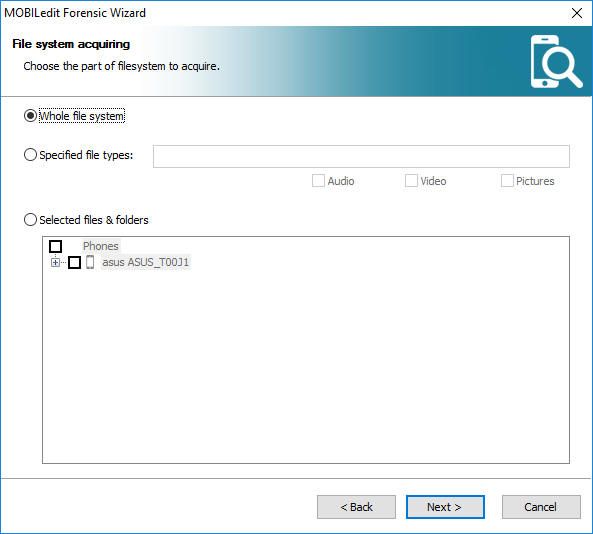 MOBILedit Forensic Wizard
File system acquiring
Choose the part of filesystem to acquire.
Whole file system
Specified file types:
Audio Video Pictures
Selected files & folders
Phones
asus ASUS_T00J1
< Back Next > Cancel